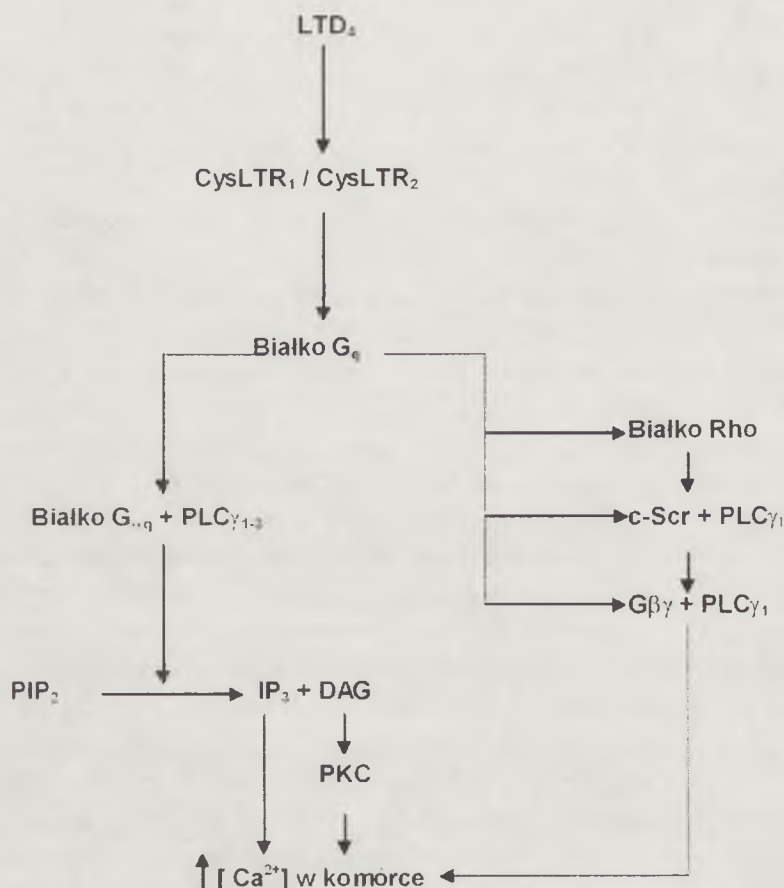 LTD₄
CysLTR₁ / CysLTR₂
Białko Gq
Białko Rho
Białko G..q + PLCγ₁₋₃
c-Scr + PLCγ₁
Gβγ + PLCγ₁
PIP₂
IP₃ + DAG
PKC
[ Ca²⁺] w komórce